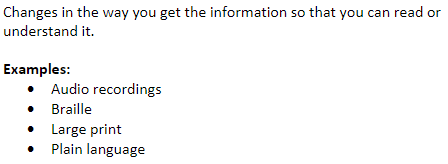 Changes in the way you get the information so that you can read or
understand it.
Examples:
• Audio recordings
• Braille
• Large print
• Plain language